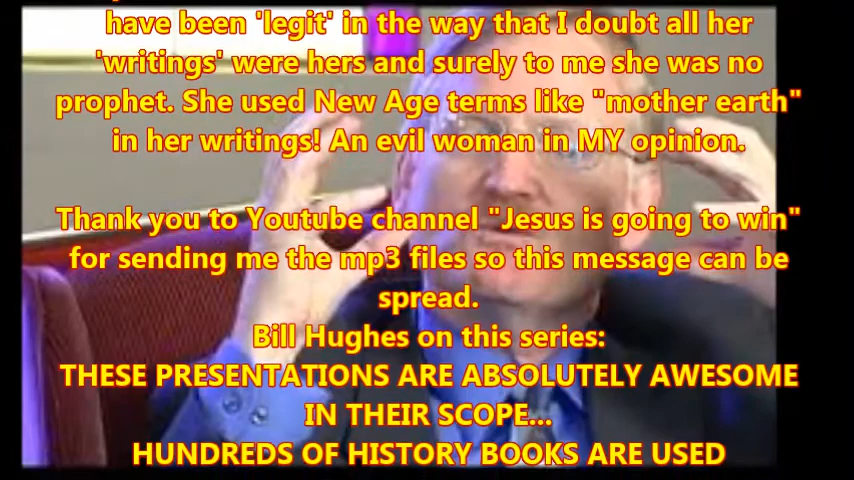 have been 'legit' in the way that I doubt all her
'writings' were hers and surely to me she was no
prophet. She used New Age terms like "mother earth"
in her writings! An evil woman in MY opinion.
Thank you to Youtube channel "Jesus is going to win"
for sending me the mp3 files so this message can be
spread.
Bill Hughes on this series:
THESE PRESENTATIONS ARE ABSOLUTELY AWESOME
IN THEIR SCOPE...
HUNDREDS OF HISTORY BOOKS ARE USED